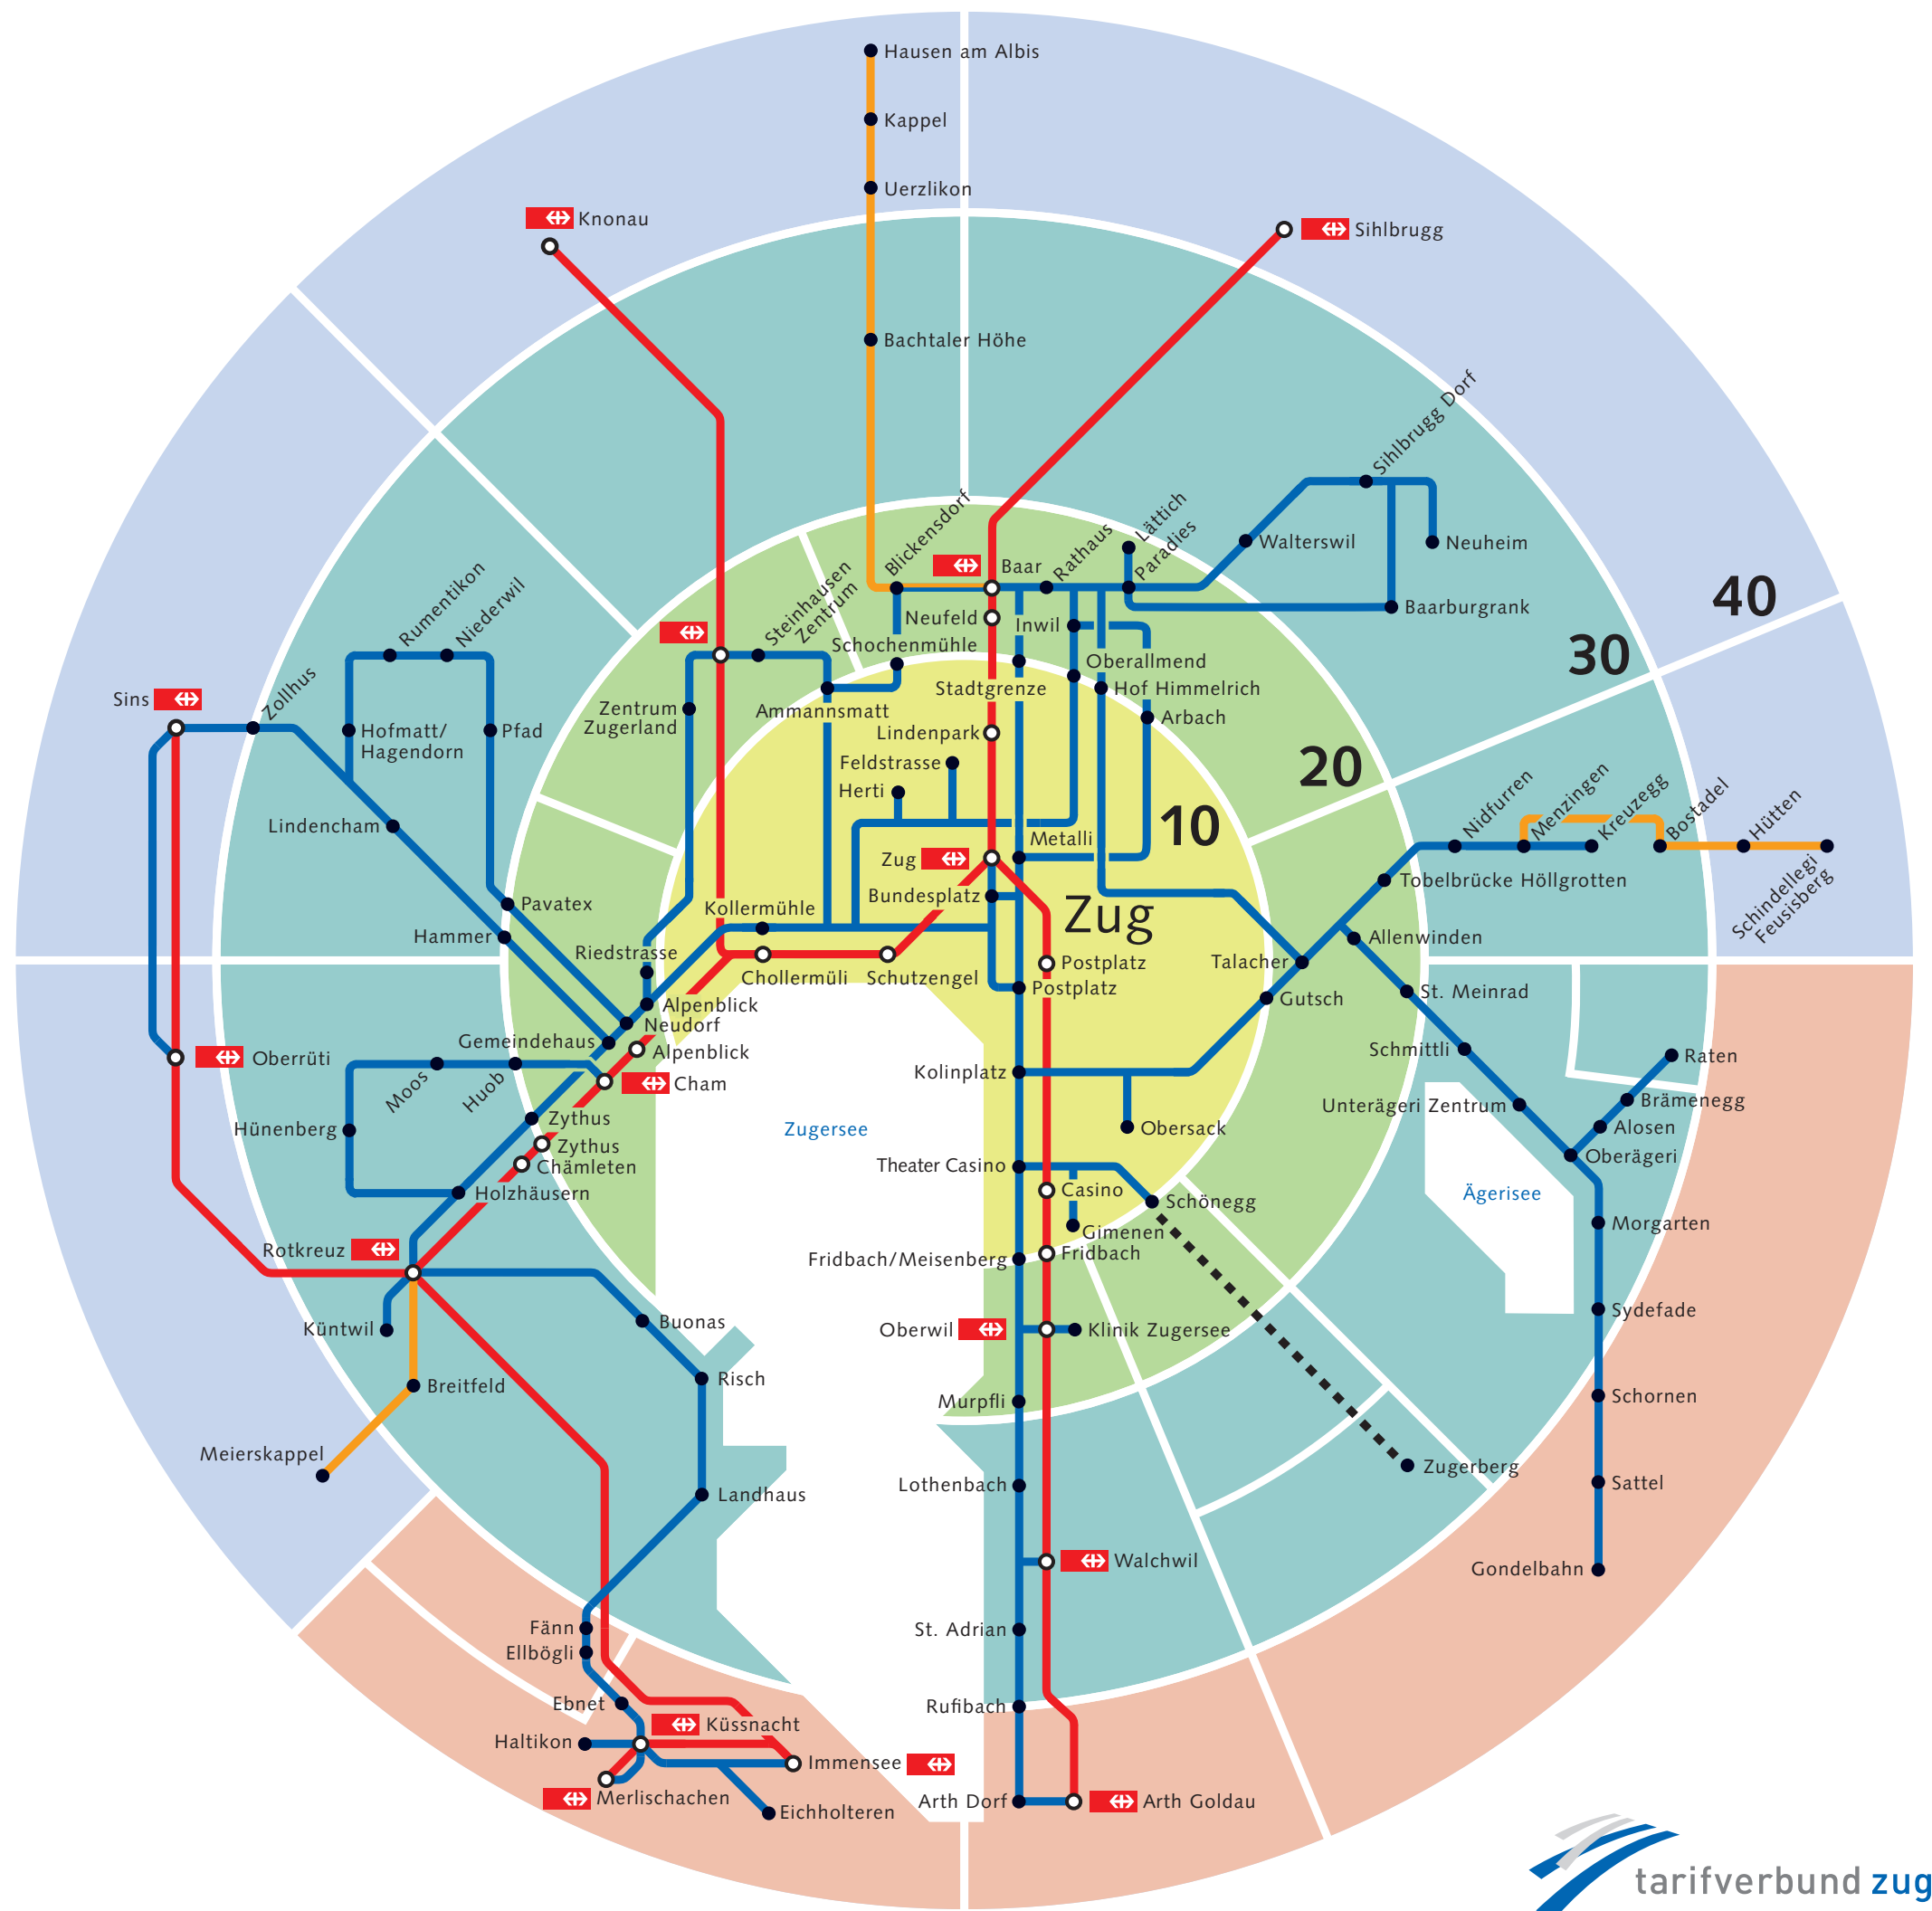 Hausen am Albis
Kappel
Uerzlikon
Knonau
Sihlbrugg
Bachtaler Höhe
Sihlbrugg Dorf
Blickensdorf
Baar
Rathaus
Lättich
Paradies
Walterswil
Neuheim
Baarburgrank
40
30
20
10
Rumentikon
Niederwil
Steinhausen
Zentrum
Neufeld
Inwil
Schochenmühle
Oberallmend
Stadtgrenze
Hof Himmelrich
Sins
Zollhus
Hofmatt/
Hagendorn
Pfad
Zentrum
Zugerland
Ammannsmatt
Arbach
Lindenpark
Feldstrasse
Herti
Lindencham
Metalli
Zug
Nidfurren
Menzingen
Kreuzegg
Bostadel
Hütten
Schindellegi
Feusisberg
Tobelbrücke Höllgrotten
Bundesplatz
Zug
Pavatex
Kollermühle
Hammer
Riedstrasse
Allenwinden
Chollermüli
Schutzengel
Postplatz
Talacher
Postplatz
Gutsch
St. Meinrad
Alpenblick
Neudorf
Gemeindehaus
Alpenblick
Schmittli
Raten
Oberrüti
Moos
Huob
Cham
Kolinplatz
Unterägeri Zentrum
Brämenegg
Hünenberg
Zythus
Zugersee
Obersack
Alosen
Zythus
Chämleten
Oberägeri
Theater Casino
Holzhäusern
Casino
Schönegg
Ägerisee
Gimenen
Morgarten
Rotkreuz
Fridbach/Meisenberg
Fridbach
Küntwil
Buonas
Oberwil
Klinik Zugersee
Sydefade
Breitfeld
Risch
Murpfli
Schornen
Meierskappel
Landhaus
Lothenbach
Zugerberg
Sattel
Walchwil
Gondelbahn
Fänn
Ellbögli
St. Adrian
Ebnet
Rufibach
Haltikon
Küssnacht
Immensee
Merlischachen
Eichholteren
Arth Dorf
Arth Goldau
tarifverbund zug